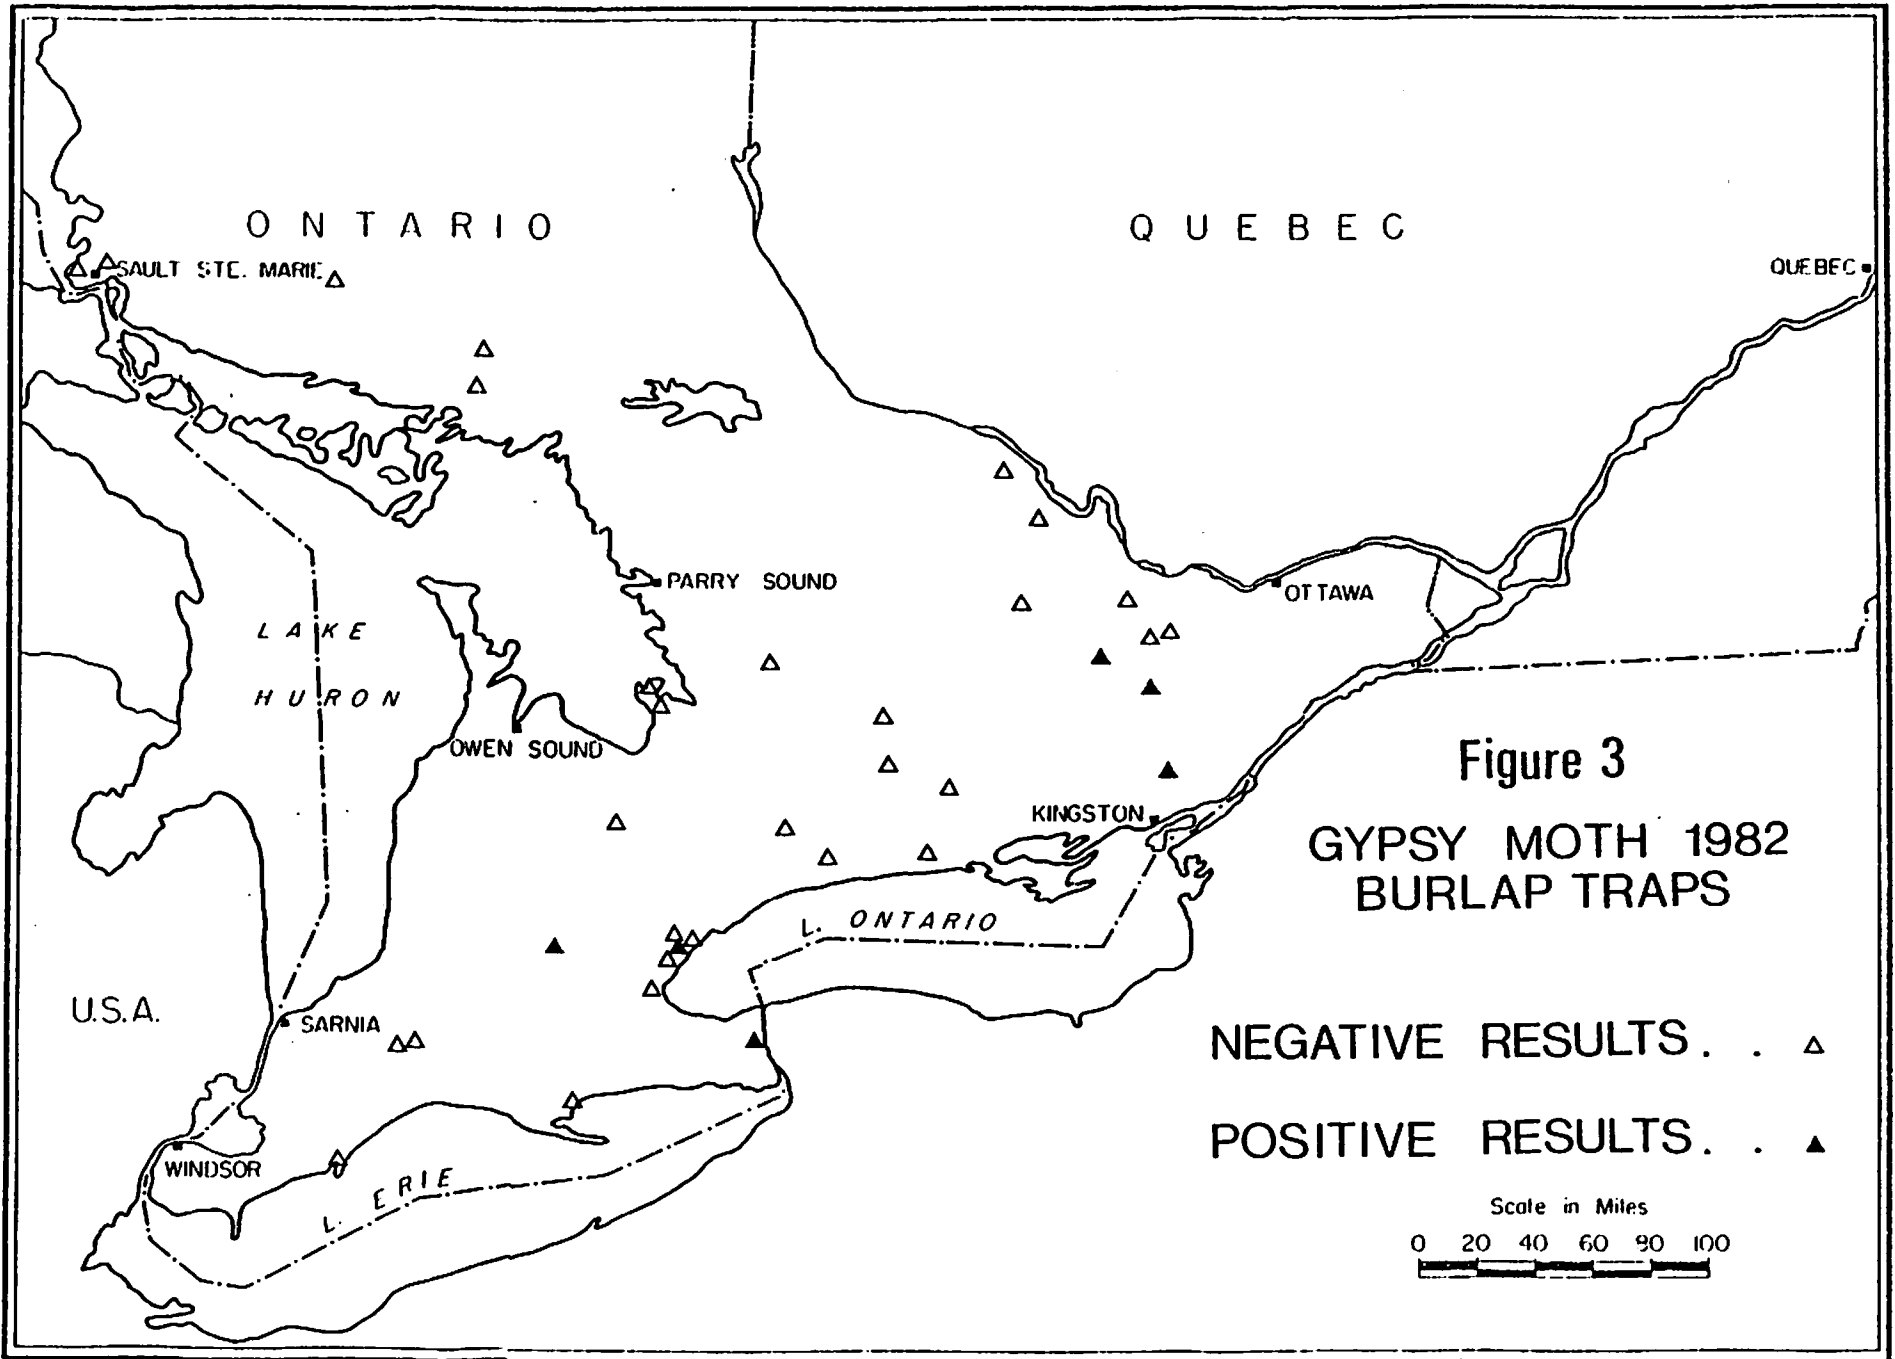 ONTARIO
QUEBEC
SAULT STE. MARIE
QUEBEC
PARRY SOUND
OTTAWA
LAKE
HURON
OWEN SOUND
Figure 3
KINGSTON
GYPSY MOTH 1982
BURLAP TRAPS
L. ONTARIO
U.S.A.
SARNIA
NEGATIVE RESULTS. .
POSITIVE RESULTS. .
WINDSOR
L. ERIE
Scale in Miles
0 20 40 60 80 100